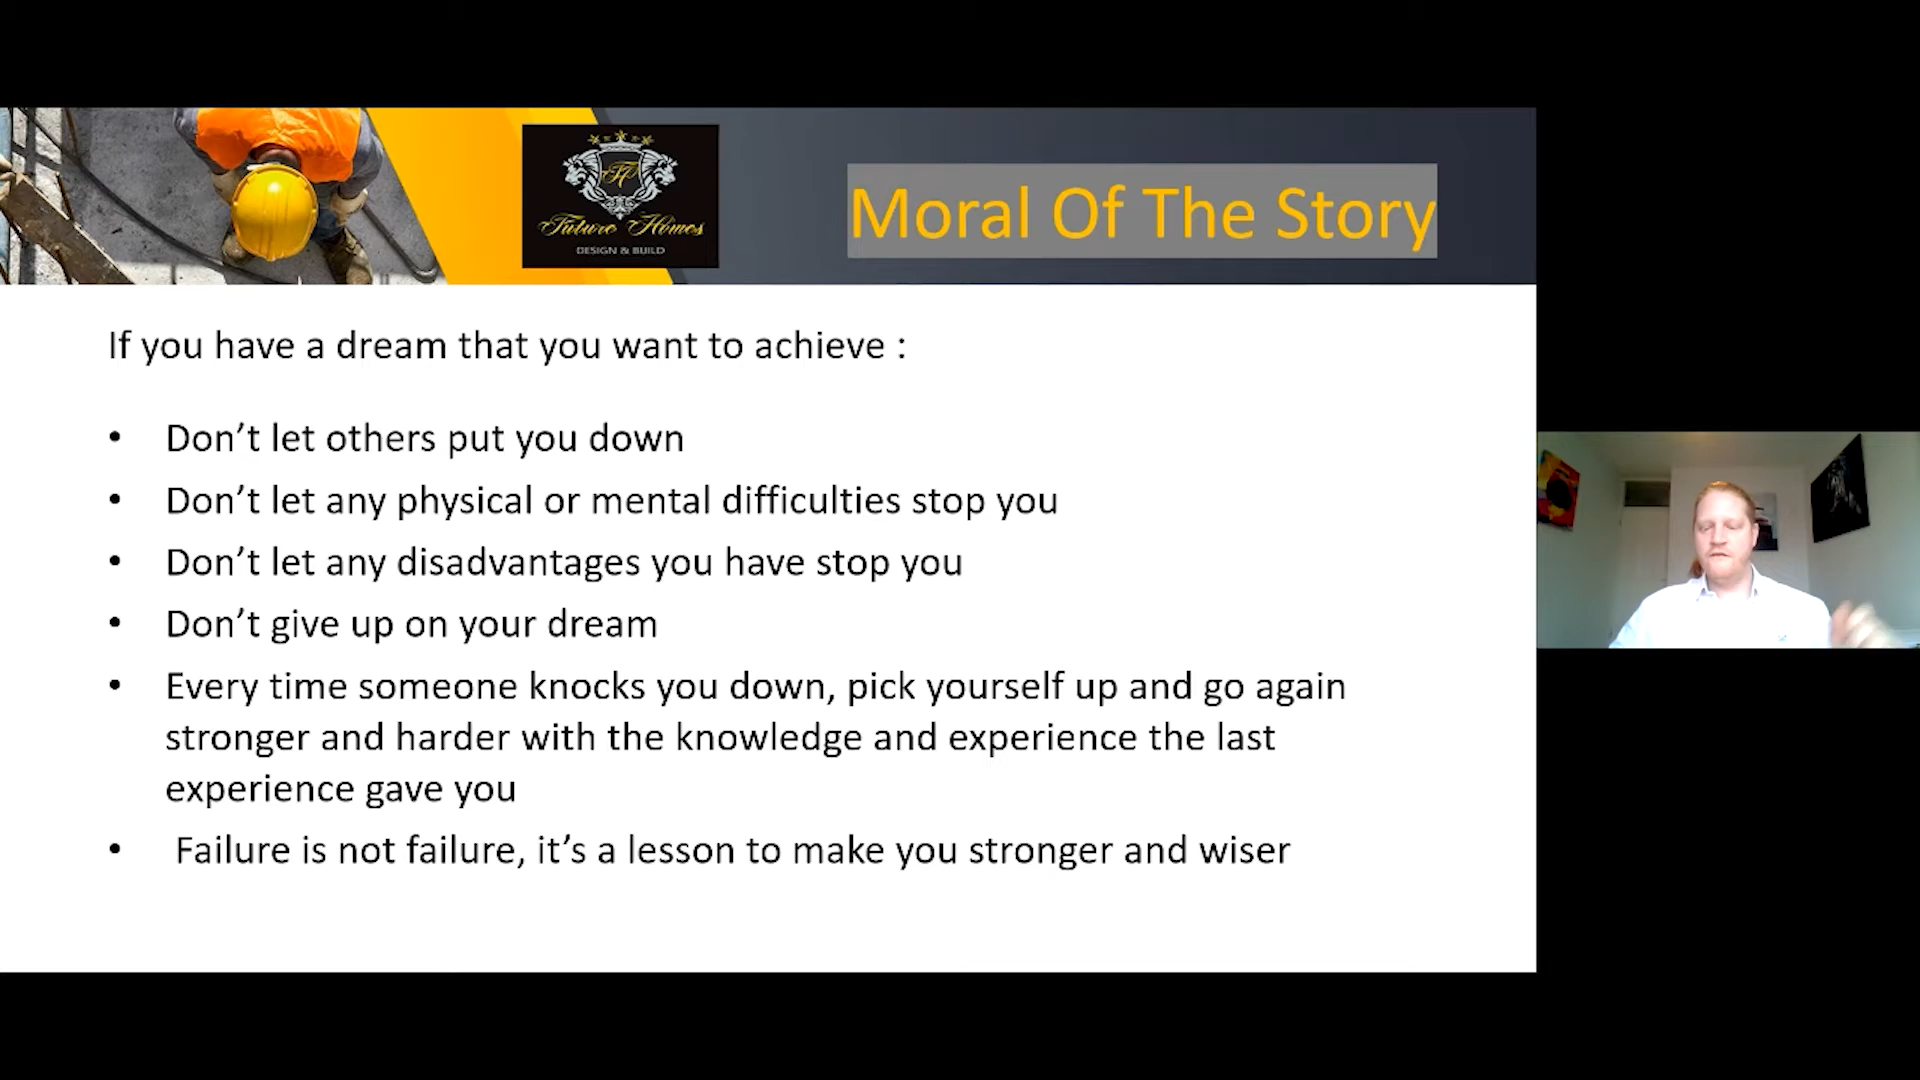 Future Homes
DESIGN & BUILD
Moral Of The Story
If you have a dream that you want to achieve :
• Don’t let others put you down
• Don’t let any physical or mental difficulties stop you
• Don’t let any disadvantages you have stop you
• Don’t give up on your dream
• Every time someone knocks you down, pick yourself up and go again
stronger and harder with the knowledge and experience the last
experience gave you
• Failure is not failure, it’s a lesson to make you stronger and wiser